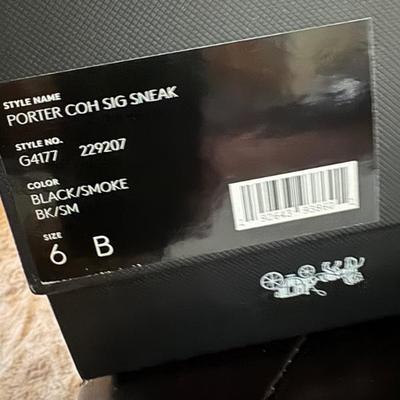 STYLE NAME
PORTER COH SIG SNEAK
STYLE NO.
G4177 229207
COLOR
BLACK/SMOKE
BK/SM
SIZE
6 B